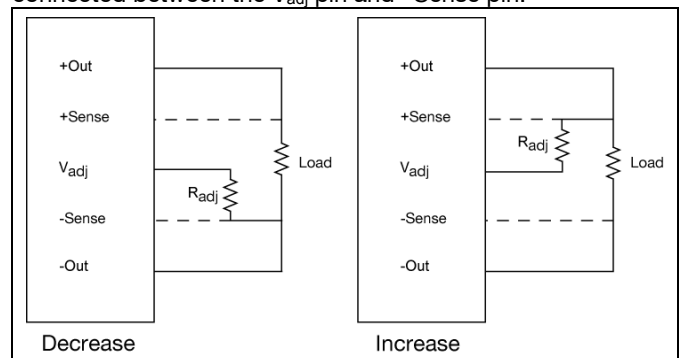 connected between the Vadj pin and Sense pin.
+Out
+Sense
Vadj
-Sense
-Out
Radj
Load
Decrease
+Out
+Sense
Vadj
-Sense
-Out
Radj
Load
Increase